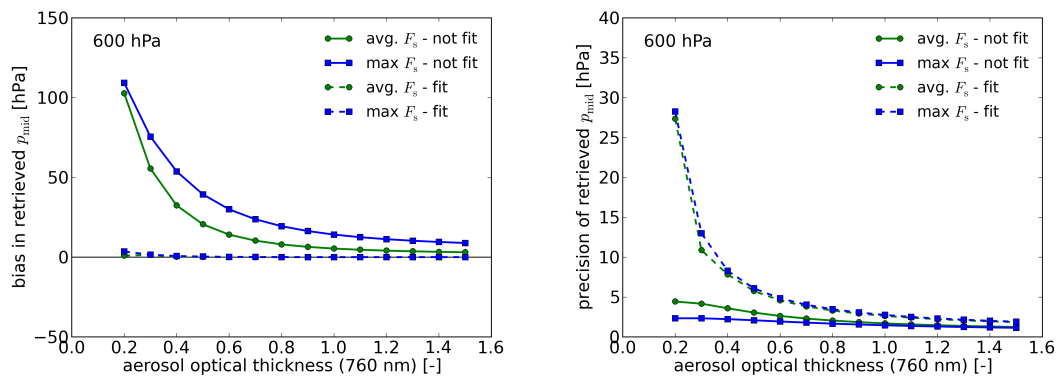 150
100
50
0
−50
0.0
0.2
0.4
0.6
0.8
1.0
1.2
1.4
1.6
aerosol optical thickness (760 nm) [-]
bias in retrieved p_mid [hPa]
600 hPa
avg. F_s - not fit
max F_s - not fit
avg. F_s - fit
max F_s - fit
40
35
30
25
20
15
10
5
0
0.0
0.2
0.4
0.6
0.8
1.0
1.2
1.4
1.6
aerosol optical thickness (760 nm) [-]
precision of retrieved p_mid [hPa]
600 hPa
avg. F_s - not fit
max F_s - not fit
avg. F_s - fit
max F_s - fit